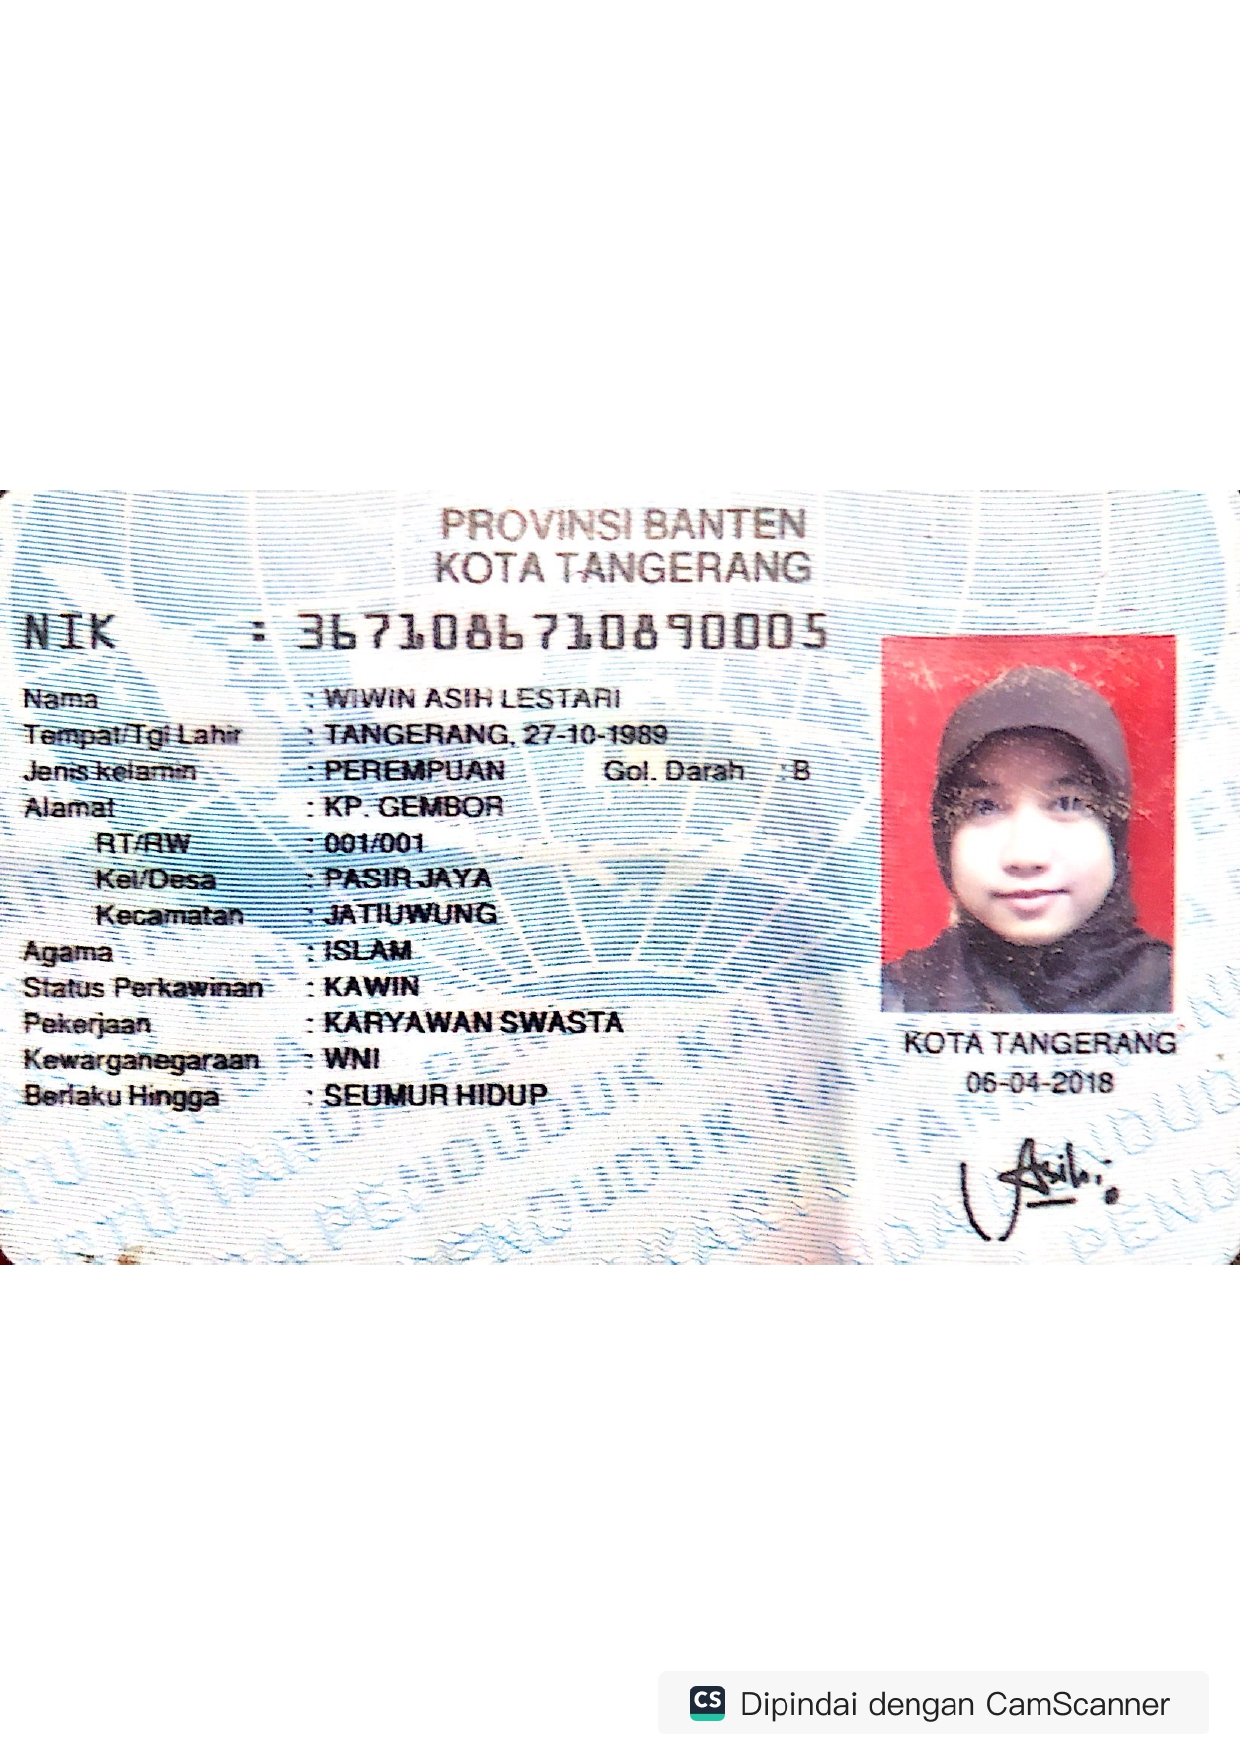 PROVINSI BANTEN
KOTA TANGERANG
NIK : 3671086710890005
Nama : WIWIN ASIH LESTARI
Tempat/Tgl Lahir : TANGERANG, 27-10-1989
Jenis kelamin : PEREMPUAN Gol. Darah : B
Alamat : KP. GEMBOR
RT/RW : 001/001
Kel/Desa : PASIR JAYA
Kecamatan : JATIUWUNG
Agama : ISLAM
Status Perkawinan : KAWIN
Pekerjaan : KARYAWAN SWASTA
Kewarganegaraan : WNI
Berlaku Hingga : SEUMUR HIDUP
KOTA TANGERANG
06-04-2018
Asih
CS Dipindai dengan CamScanner